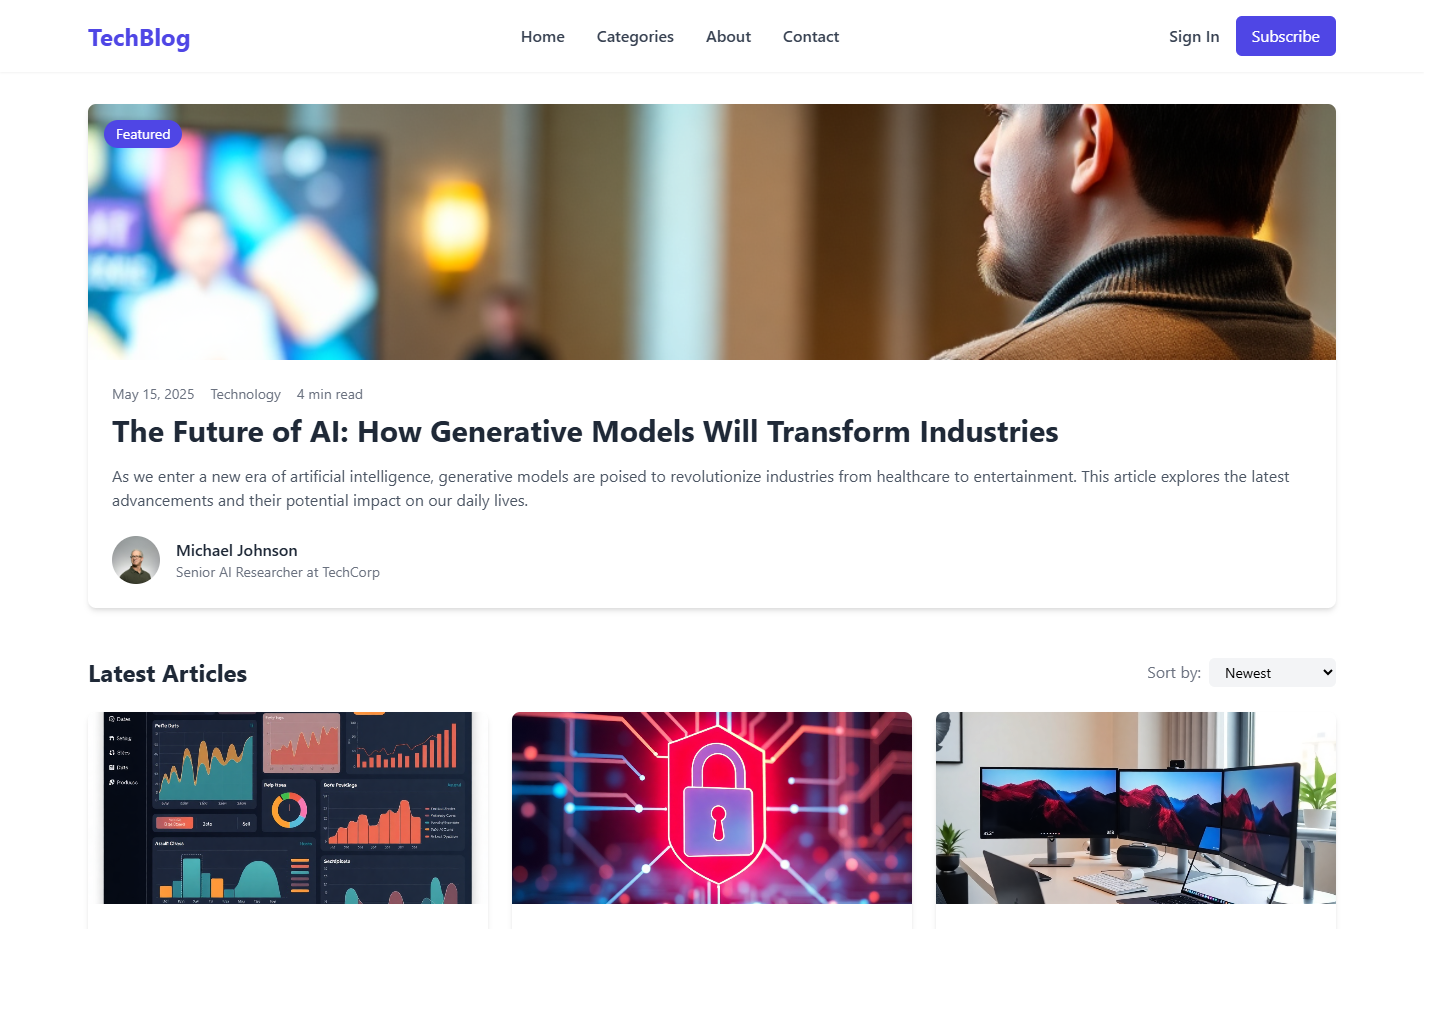 TechBlog
Home
Categories
About
Contact
Sign In
Subscribe
Featured
May 15, 2025 Technology 4 min read
The Future of AI: How Generative Models Will Transform Industries
As we enter a new era of artificial intelligence, generative models are poised to revolutionize industries from healthcare to entertainment. This article explores the latest
advancements and their potential impact on our daily lives.
Michael Johnson
Senior AI Researcher at TechCorp
Latest Articles
Sort by: Newest